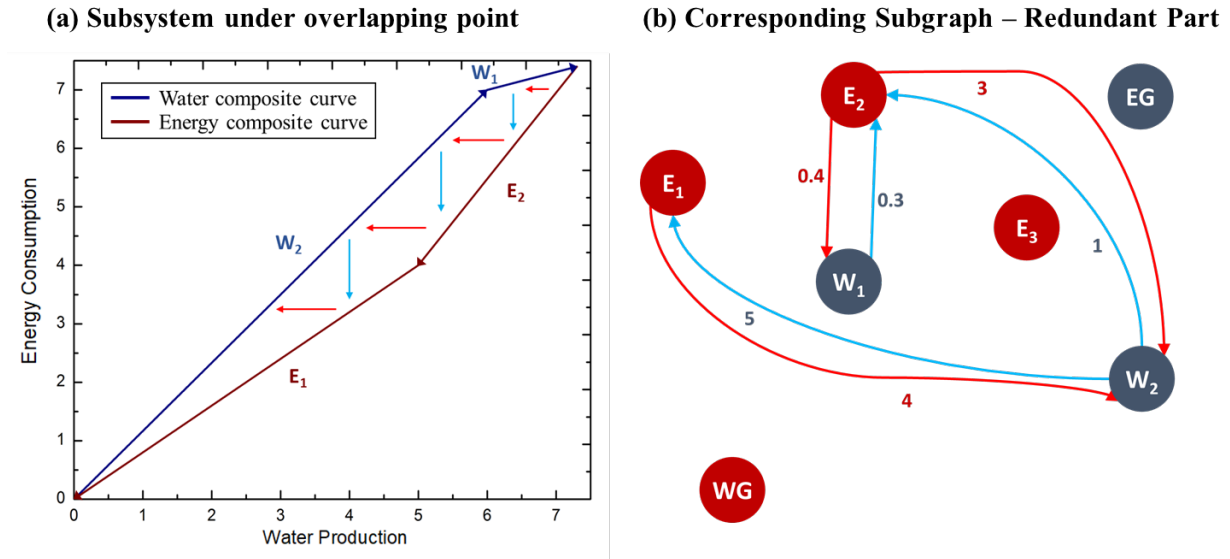 (a) Subsystem under overlapping point
(b) Corresponding Subgraph – Redundant Part
Water composite curve
Energy composite curve
W1
E2
W2
E1
7
6
5
4
3
2
1
0
Energy Consumption
0 1 2 3 4 5 6 7
Water Production
E2
3
EG
E1
0.4
0.3
E3
1
W1
5
W2
4
WG